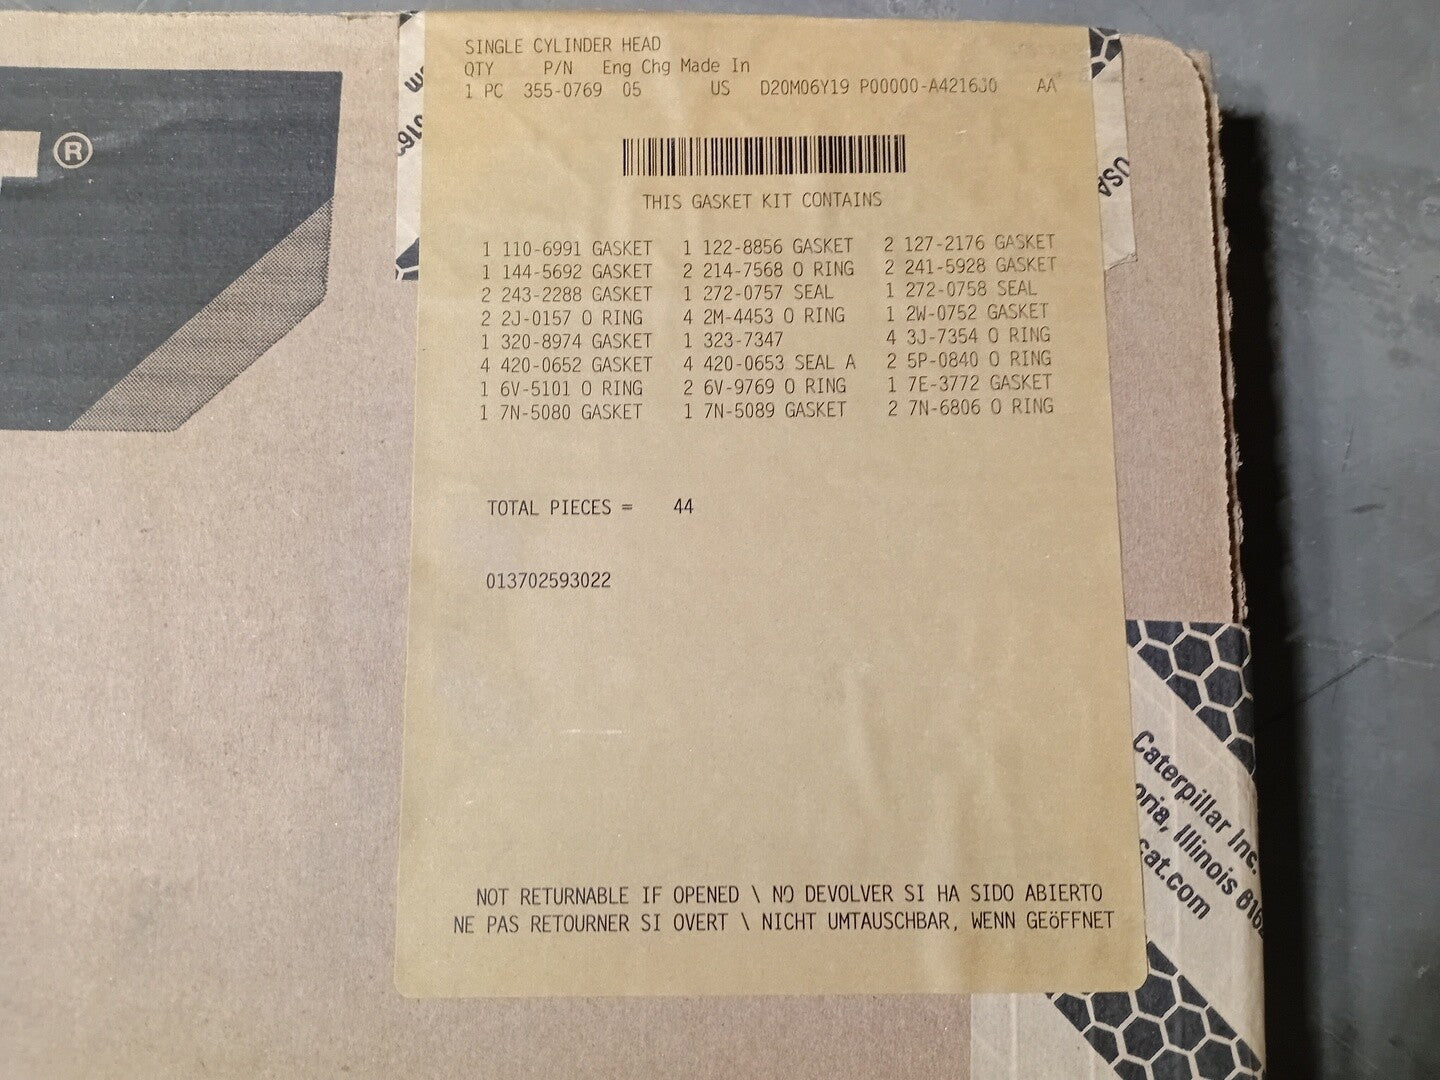 SINGLE CYLINDER HEAD
QTY P/N Eng Chg Made In
1 PC 355-0769 05 US D20M06Y19 P00000-A4216J0 AA
THIS GASKET KIT CONTAINS
1 110-6991 GASKET 1 122-8856 GASKET 2 127-2176 GASKET
1 144-5692 GASKET 2 214-7568 O RING 2 241-5928 GASKET
2 243-2288 GASKET 1 272-0757 SEAL 1 272-0758 SEAL
2 2J-0157 O RING 4 2M-4453 O RING 1 2W-0752 GASKET
1 320-8974 GASKET 1 323-7347 4 3J-7354 O RING
4 420-0652 GASKET 4 420-0653 SEAL A 2 5P-0840 O RING
1 6V-5101 O RING 2 6V-9769 O RING 1 7E-3772 GASKET
1 7N-5080 GASKET 1 7N-5089 GASKET 2 7N-6806 O RING
TOTAL PIECES = 44
013702593022
NOT RETURNABLE IF OPENED \ NO DEVOLVER SI HA SIDO ABIERTO
NE PAS RETOURNER SI OVERT \ NICHT UMTAUSCHBAR, WENN GEÖFFNET
T®
USA
Caterpillar Inc.
oria, Illinois 616
cat.com